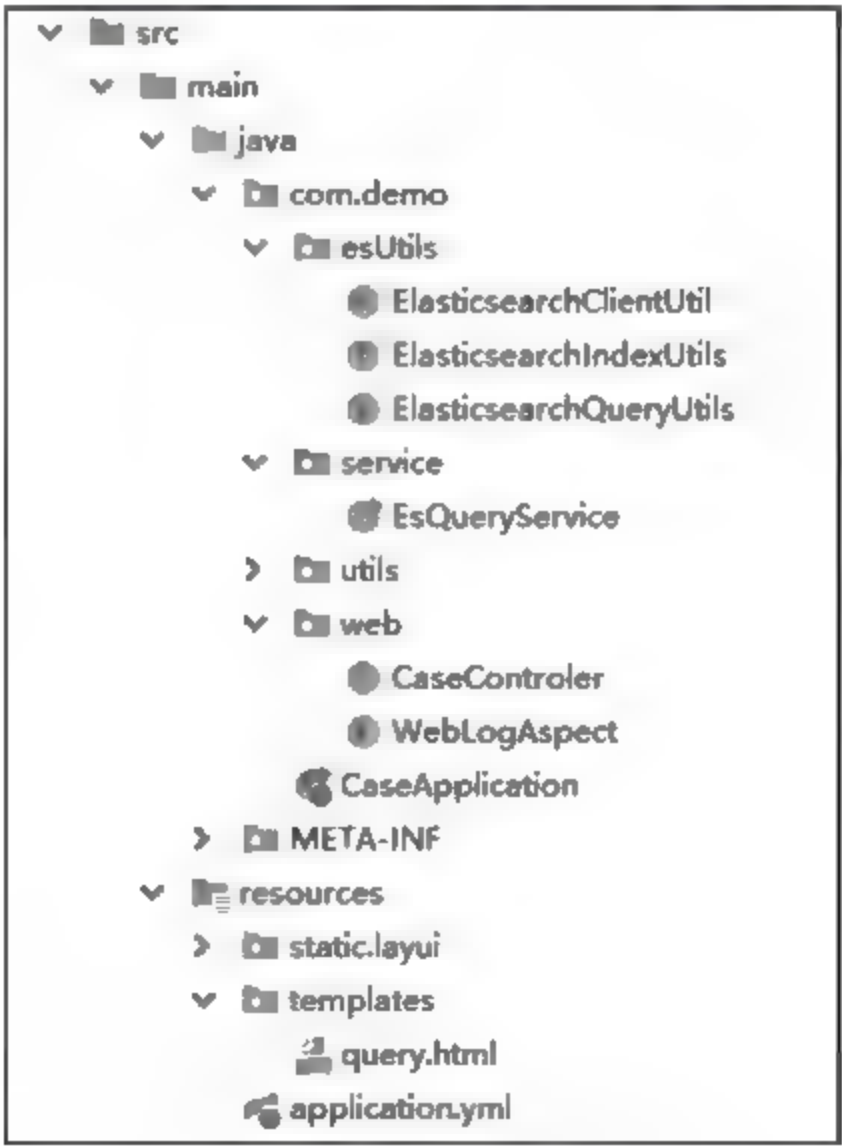 src
main
java
com.demo
esUtils
ElasticsearchClientUtil
ElasticsearchIndexUtils
ElasticsearchQueryUtils
service
EsQueryService
utils
web
CaseControler
WebLogAspect
CaseApplication
META-INF
resources
static.layui
templates
query.html
application.yml